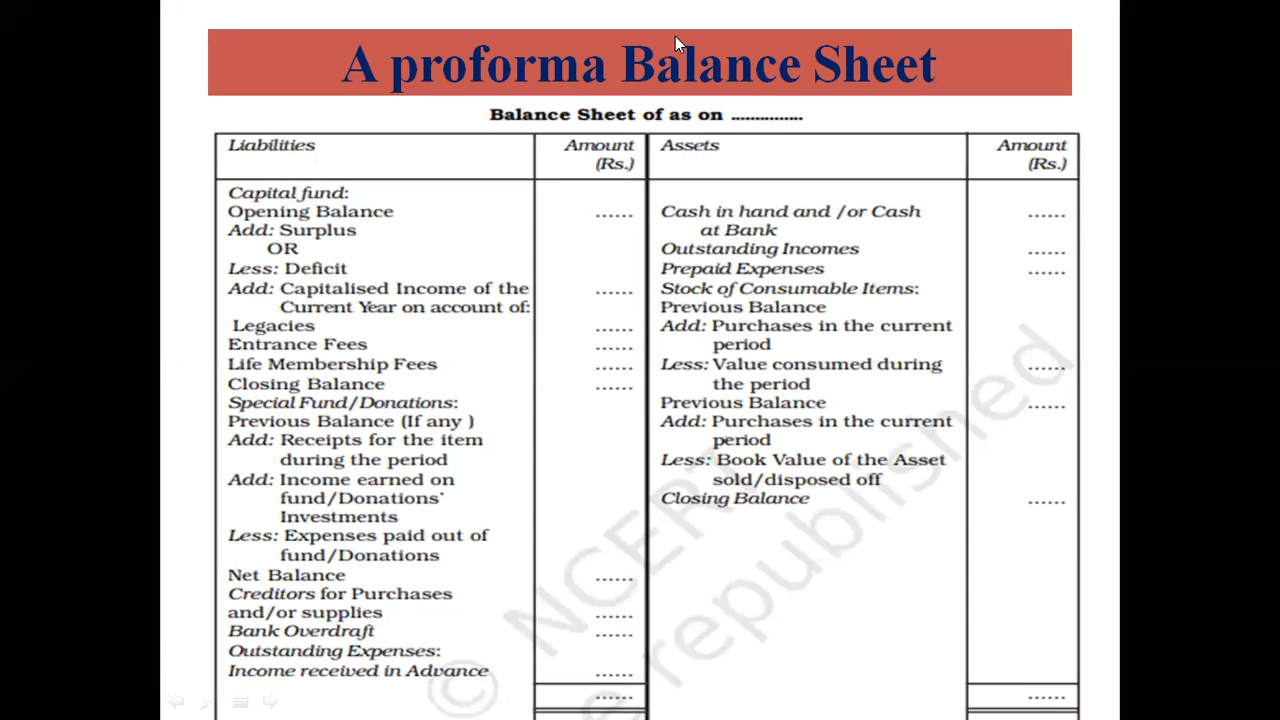 A proforma Balance Sheet
Balance Sheet of as on ..............
Liabilities
Amount
(Rs.)
Capital fund:
Opening Balance ......
Add: Surplus
OR
Less: Deficit
Add: Capitalised Income of the ......
Current Year on account of:
Legacies ......
Entrance Fees ......
Life Membership Fees ......
Closing Balance ......
Special Fund/Donations:
Previous Balance (If any )
Add: Receipts for the item
during the period
Add: Income earned on
fund/Donations'
Investments
Less: Expenses paid out of
fund/Donations
Net Balance ......
Creditors for Purchases
and/or supplies ......
Bank Overdraft ......
Outstanding Expenses:
Income received in Advance ......
......
Assets
Amount
(Rs.)
Cash in hand and /or Cash ......
at Bank
Outstanding Incomes ......
Prepaid Expenses ......
Stock of Consumable Items:
Previous Balance
Add: Purchases in the current
period
Less: Value consumed during ......
the period
Previous Balance ......
Add: Purchases in the current
period
Less: Book Value of the Asset
sold/disposed off
Closing Balance ......
......
© NCERT
e republished